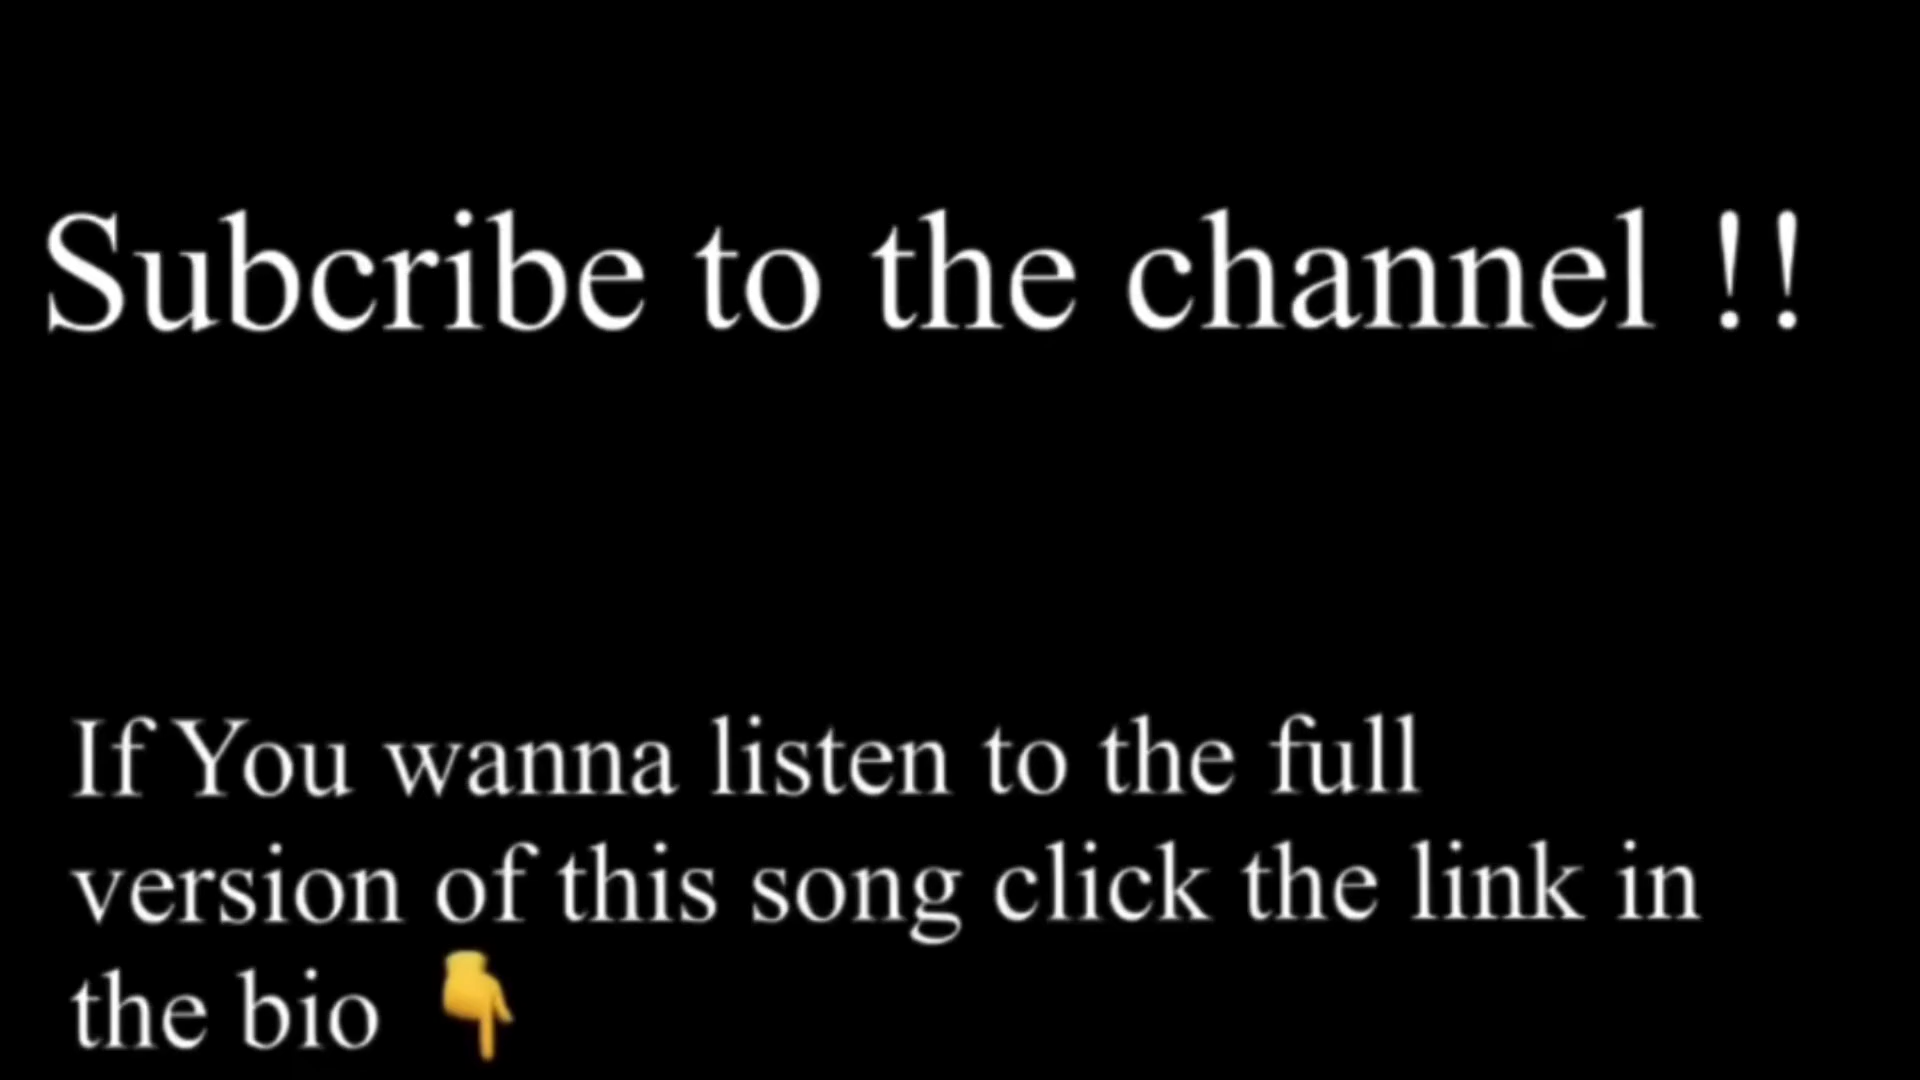 Subcribe to the channel !!
If You wanna listen to the full
version of this song click the link in
the bio 👇